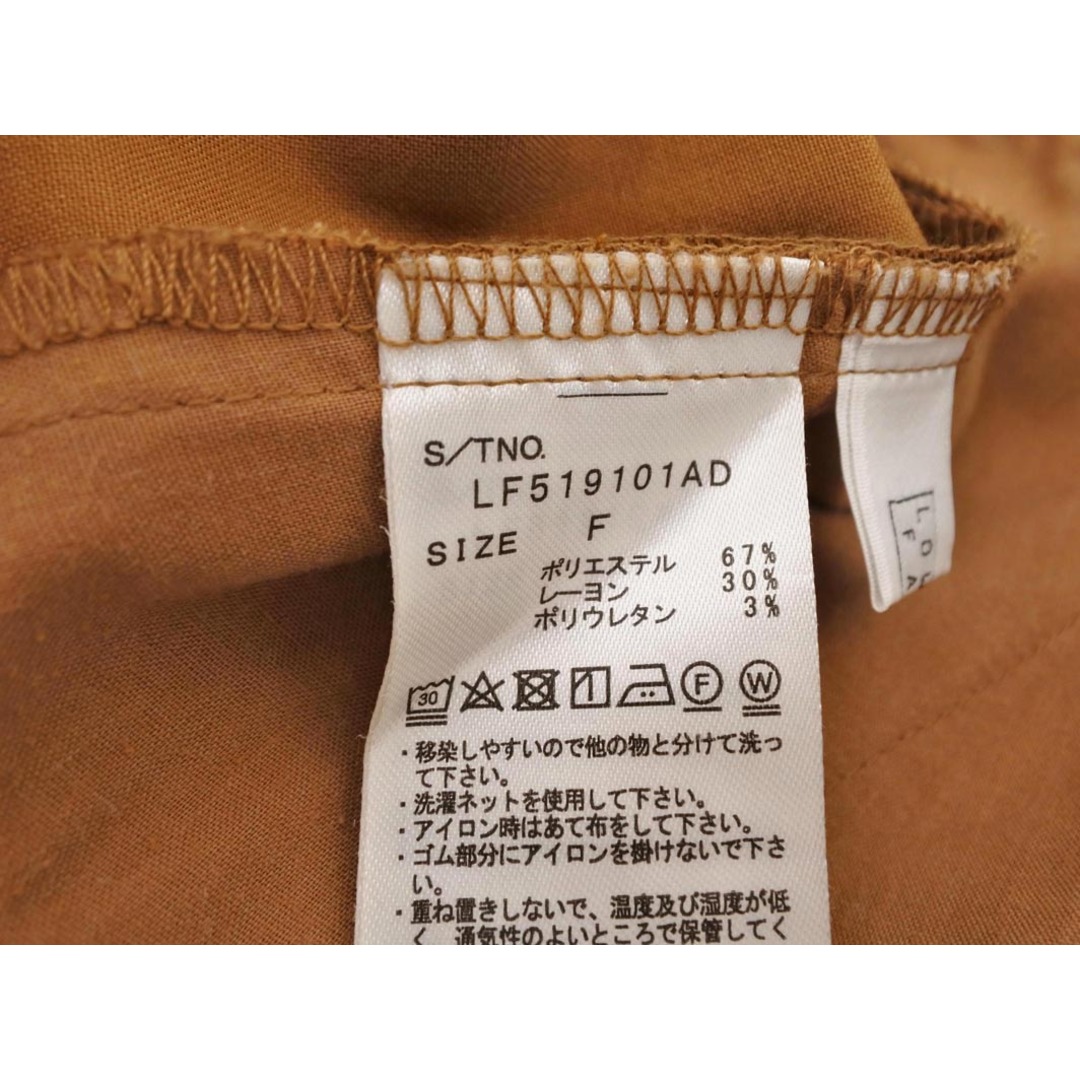 S/TNO.
LF519101AD
SIZE F
ポリエステル 67%
レーヨン 30%
ポリウレタン 3%
30
F W
・移染しやすいので他の物と分けて洗っ
て下さい。
・洗濯ネットを使用して下さい。
・アイロン時はあて布をして下さい。
・ゴム部分にアイロンを掛けないで下さ
い。
・重ね置きしないで、温度及び湿度が低
く、通気性のよいところで保管してく